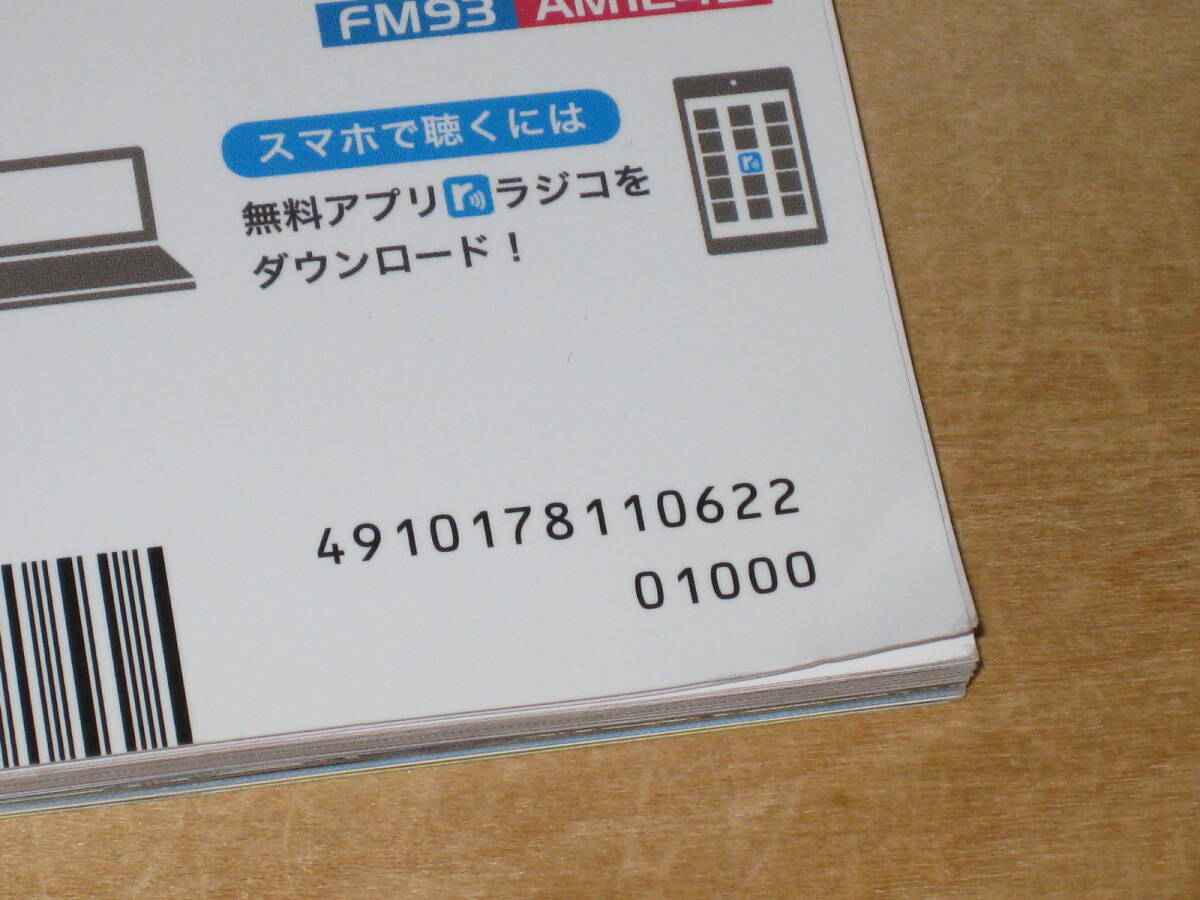 FM93
スマホで聴くには
無料アプリラジコを
ダウンロード！
4910178110622
01000